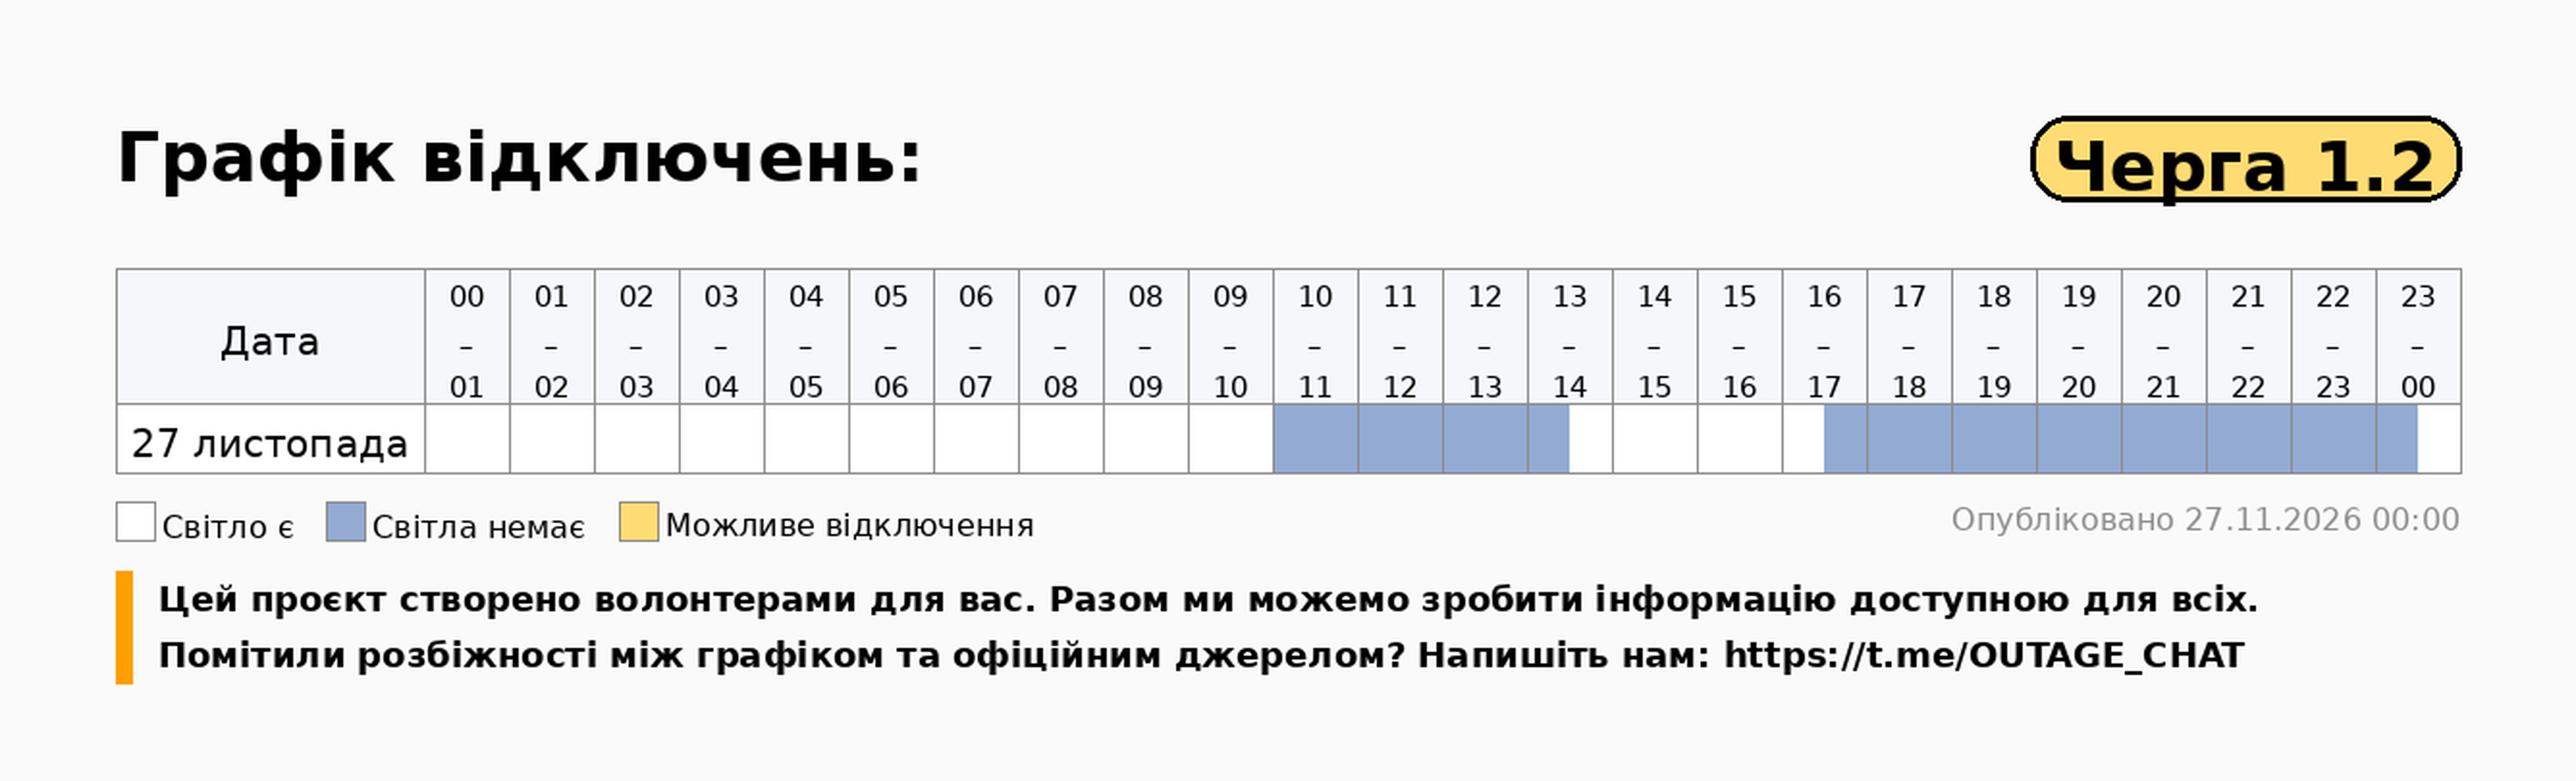 Графік відключень:
Черга 1.2
Дата 00–01 01–02 02–03 03–04 04–05 05–06 06–07 07–08 08–09 09–10 10–11 11–12 12–13 13–14 14–15 15–16 16–17 17–18 18–19 19–20 20–21 21–22 22–23 23–00
27 листопада
Світло є Світла немає Можливе відключення
Опубліковано 27.11.2026 00:00
Цей проєкт створено волонтерами для вас. Разом ми можемо зробити інформацію доступною для всіх.
Помітили розбіжності між графіком та офіційним джерелом? Напишіть нам: https://t.me/OUTAGE_CHAT